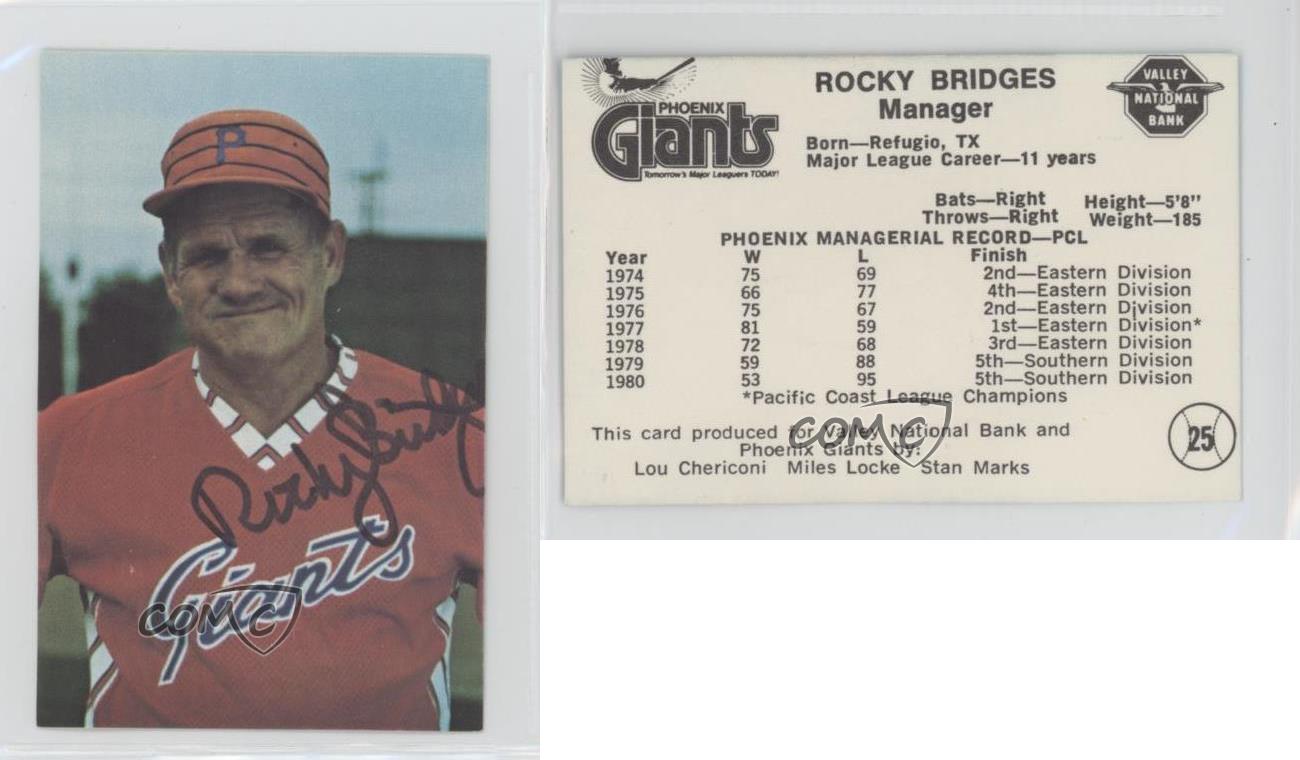 P
Rocky Bridges
Giants
COMC
PHOENIX
Giants
Tomorrow's Major Leaguers TODAY!
ROCKY BRIDGES
Manager
VALLEY
NATIONAL
BANK
Born—Refugio, TX
Major League Career—11 years
Bats—Right Height—5'8"
Throws—Right Weight—185
PHOENIX MANAGERIAL RECORD—PCL
Year W L Finish
1974 75 69 2nd—Eastern Division
1975 66 77 4th—Eastern Division
1976 75 67 2nd—Eastern Division
1977 81 59 1st—Eastern Division*
1978 72 68 3rd—Eastern Division
1979 59 88 5th—Southern Division
1980 53 95 5th—Southern Division
*Pacific Coast League Champions
COMC
This card produced for Valley National Bank and
Phoenix Giants by:
Lou Chericoni Miles Locke Stan Marks
25